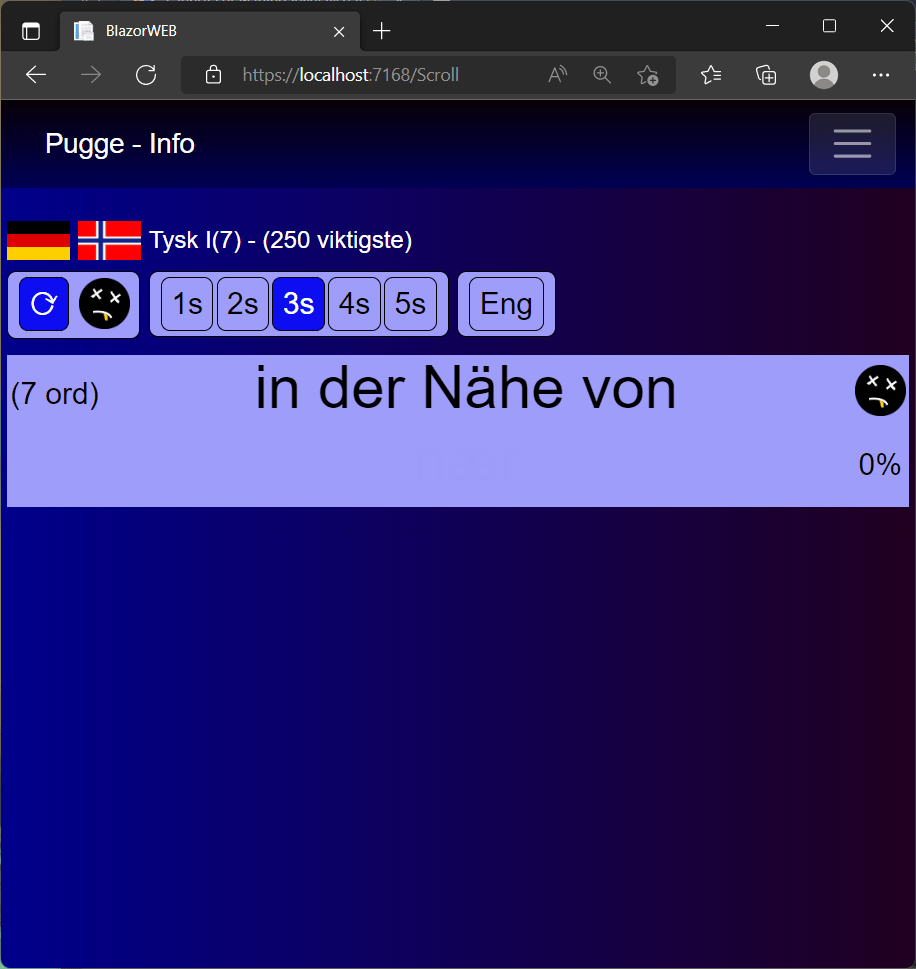 BlazorWEB
https://localhost:7168/Scroll
Pugge - Info
Tysk I(7) - (250 viktigste)
1s 2s 3s 4s 5s Eng
(7 ord) in der Nähe von
0%